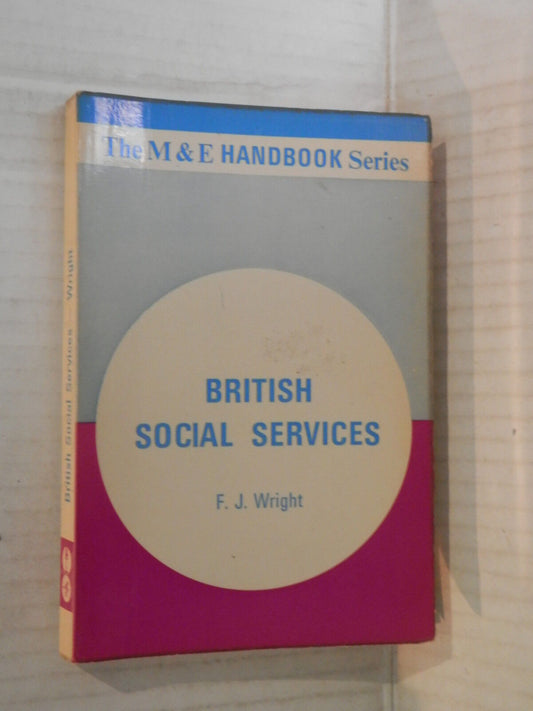 The M & E HANDBOOK Series
BRITISH
SOCIAL SERVICES
F. J. Wright
British Social Services Wright